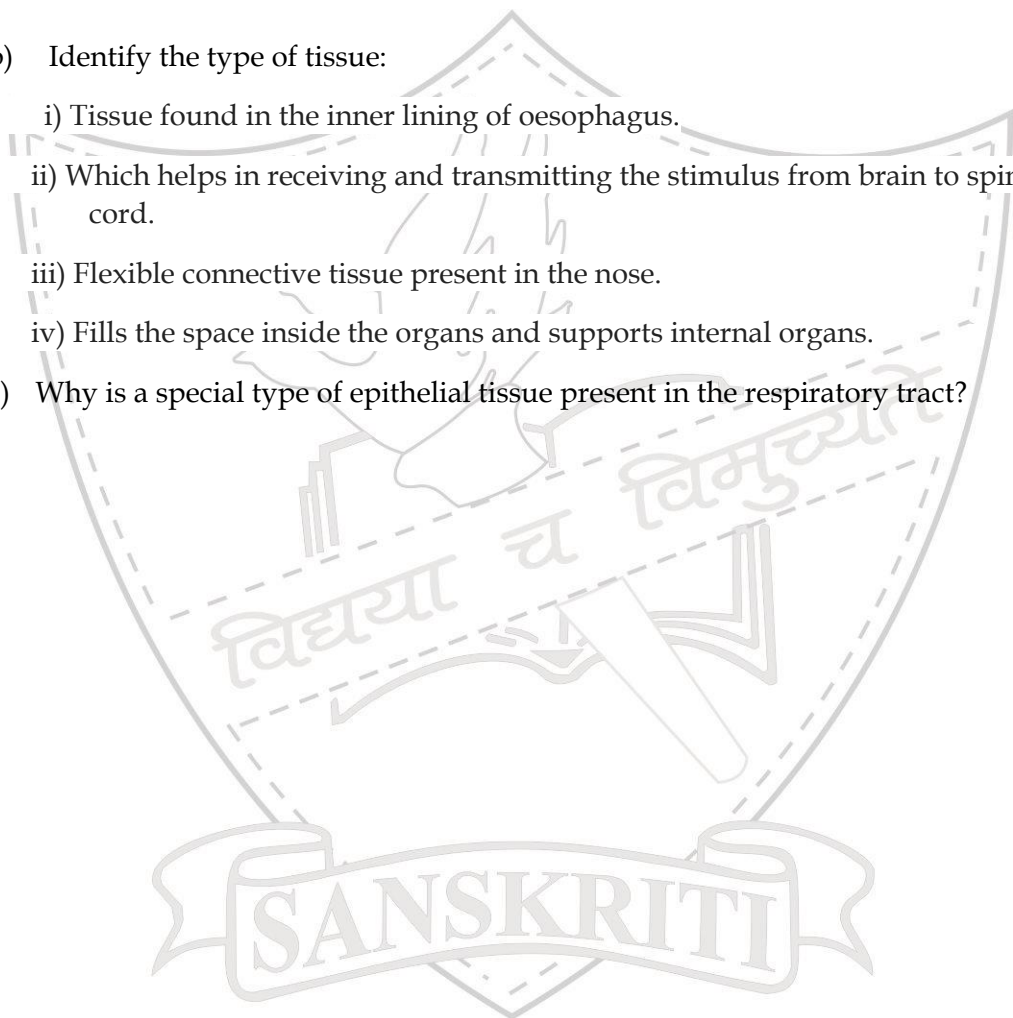 ) Identify the type of tissue:
i) Tissue found in the inner lining of oesophagus.
ii) Which helps in receiving and transmitting the stimulus from brain to
cord.
iii) Flexible connective tissue present in the nose.
iv) Fills the space inside the organs and supports internal organs.
) Why is a special type of epithelial tissue present in the respiratory tract?
विद्यया च विमुच्यते
SANSKRITI